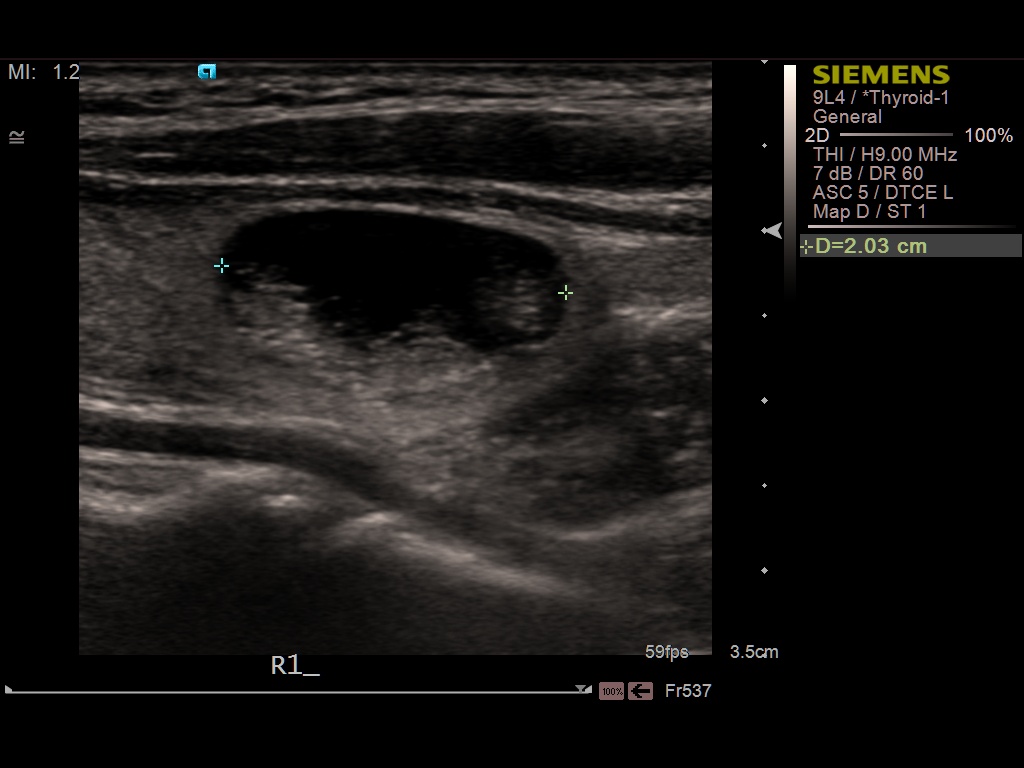 MI: 1.2
SIEMENS
9L4 / *Thyroid-1
General
2D 100%
THI / H9.00 MHz
7 dB / DR 60
ASC 5 / DTCE L
Map D / ST 1
D=2.03 cm
R1_
59fps 3.5cm
100% Fr537